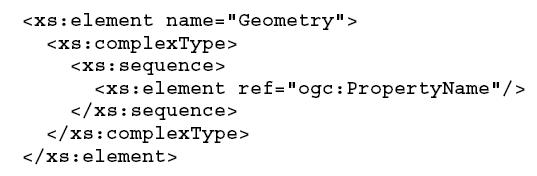 <xs:element name="Geometry">
  <xs:complexType>
    <xs:sequence>
      <xs:element ref="ogc:PropertyName"/>
    </xs:sequence>
  </xs:complexType>
</xs:element>